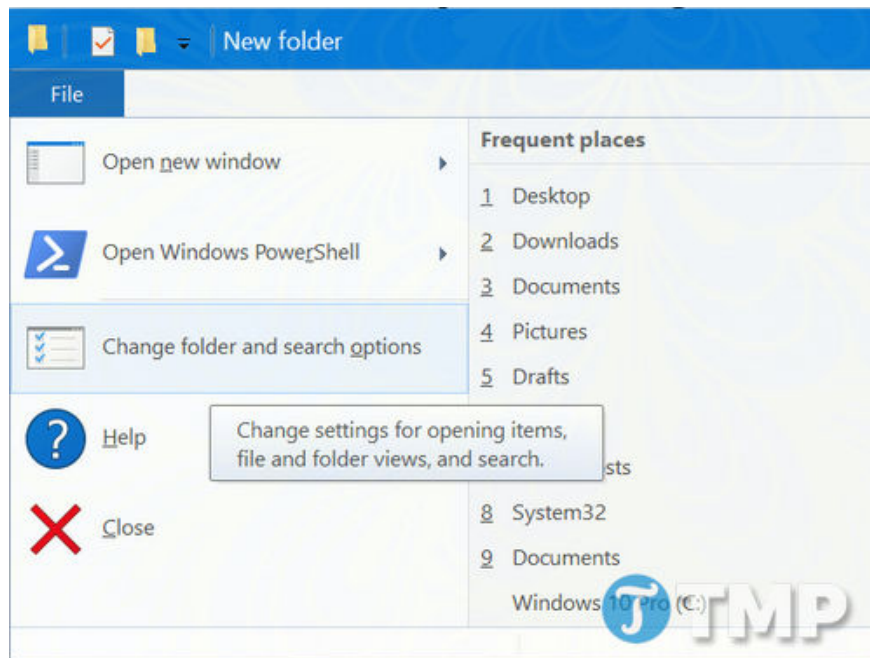 New folder
File
Open new window
Open Windows PowerShell
Change folder and search options
Help
Close
Change settings for opening items,
file and folder views, and search.
Frequent places
1 Desktop
2 Downloads
3 Documents
4 Pictures
5 Drafts
sts
8 System32
9 Documents
Windows 10 Pro (C:)
TMP